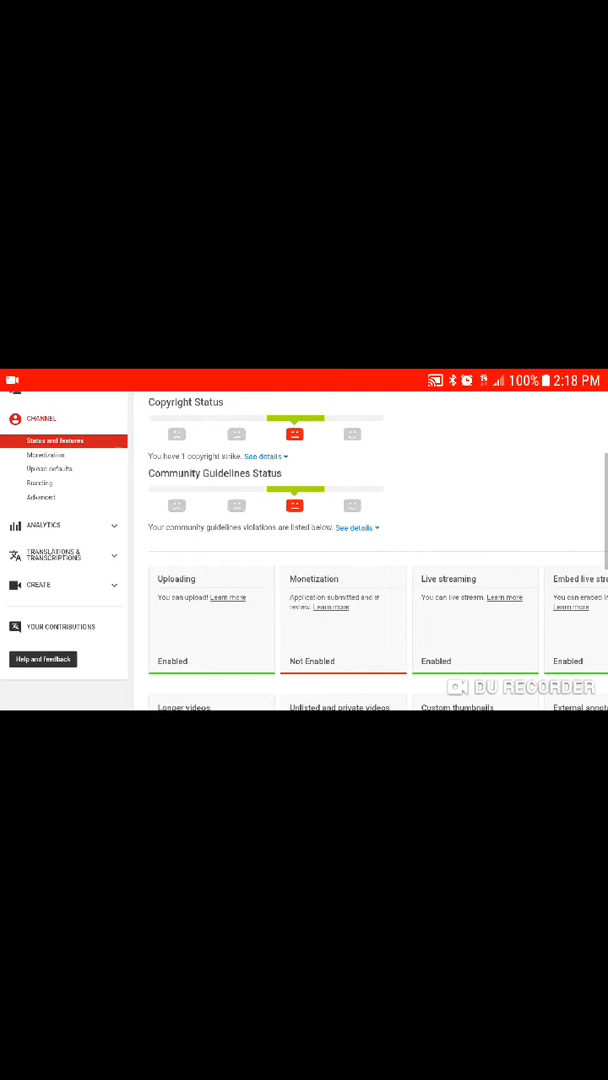 100% 2:18 PM
CHANNEL
Status and features
Monetization
Upload defaults
Branding
Advanced
ANALYTICS
TRANSLATIONS &
TRANSCRIPTIONS
CREATE
YOUR CONTRIBUTIONS
Help and feedback
Copyright Status
You have 1 copyright strike. See details
Community Guidelines Status
Your community guidelines violations are listed below. See details
Uploading
You can upload! Learn more
Enabled
Monetization
Application submitted and in
review. Learn more
Not Enabled
Live streaming
You can live stream. Learn more
Enabled
Embed live stre
You can embed l
Learn more
Enabled
DU RECORDER
Longer videos
Unlisted and private videos
Custom thumbnails
External annota